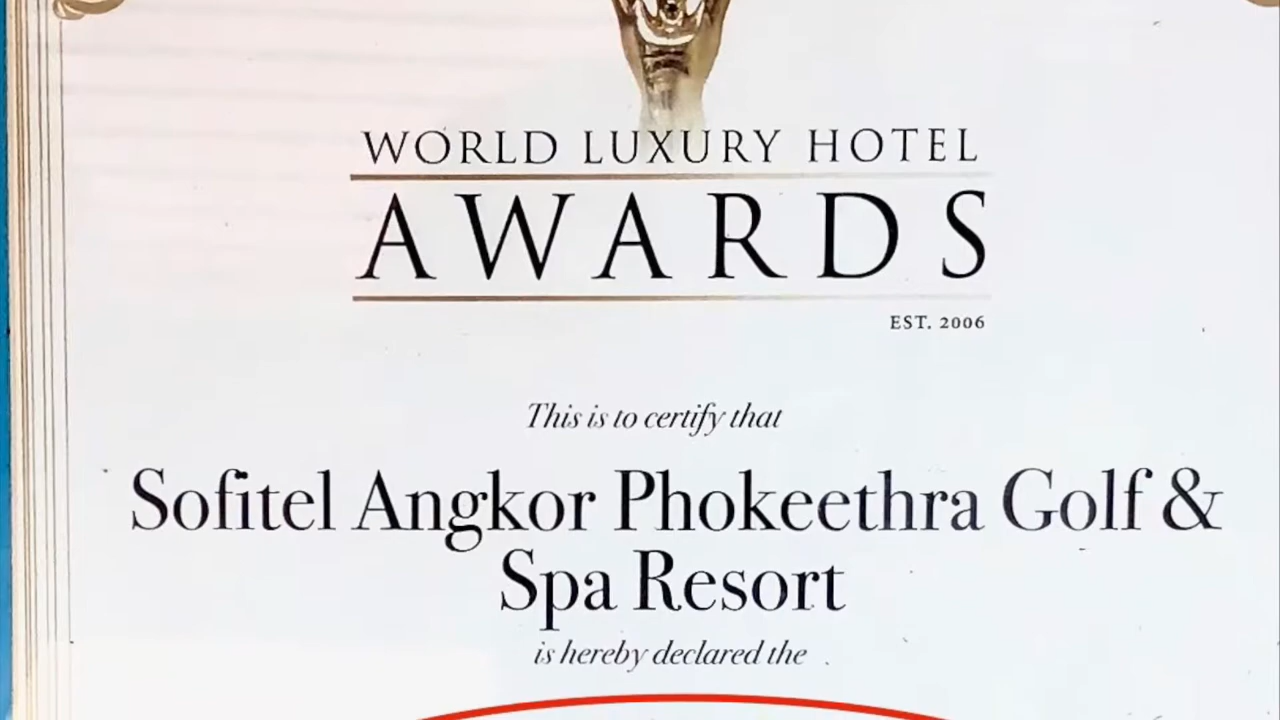 WORLD LUXURY HOTEL
AWARDS
EST. 2006
This is to certify that
Sofitel Angkor Phokeethra Golf &
Spa Resort
is hereby declared the